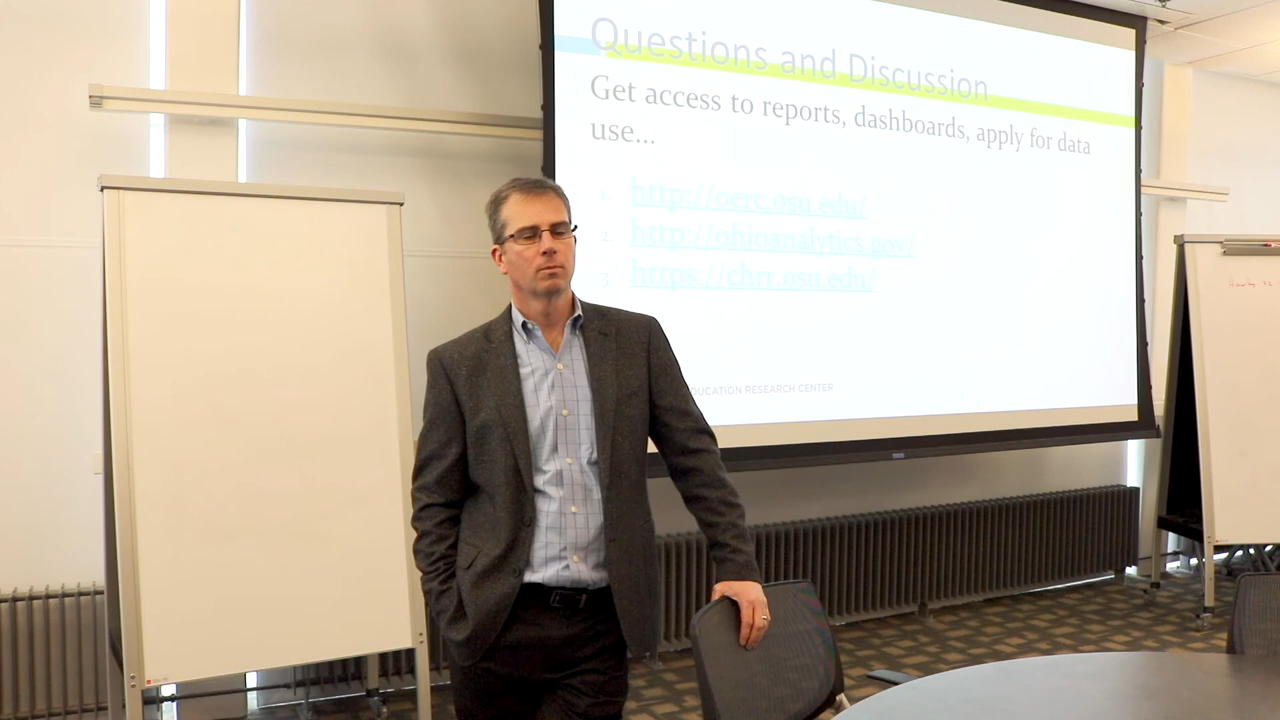 Questions and Discussion
Get access to reports, dashboards, apply for data
use...
1. http://oerc.osu.edu/
2. http://ohioanalytics.gov/
3. https://chrr.osu.edu/
EDUCATION RESEARCH CENTER